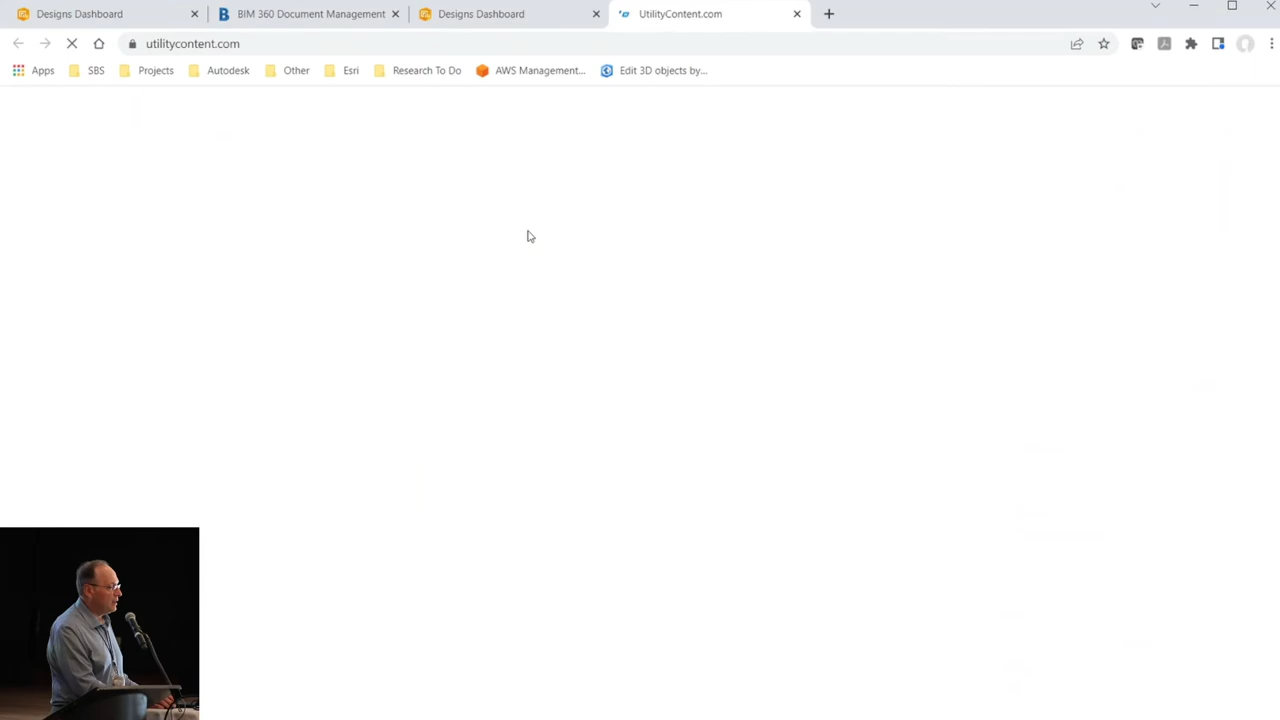 Designs Dashboard
BIM 360 Document Management
Designs Dashboard
UtilityContent.com
utilitycontent.com
Apps
SBS
Projects
Autodesk
Other
Esri
Research To Do
AWS Management...
Edit 3D objects by...